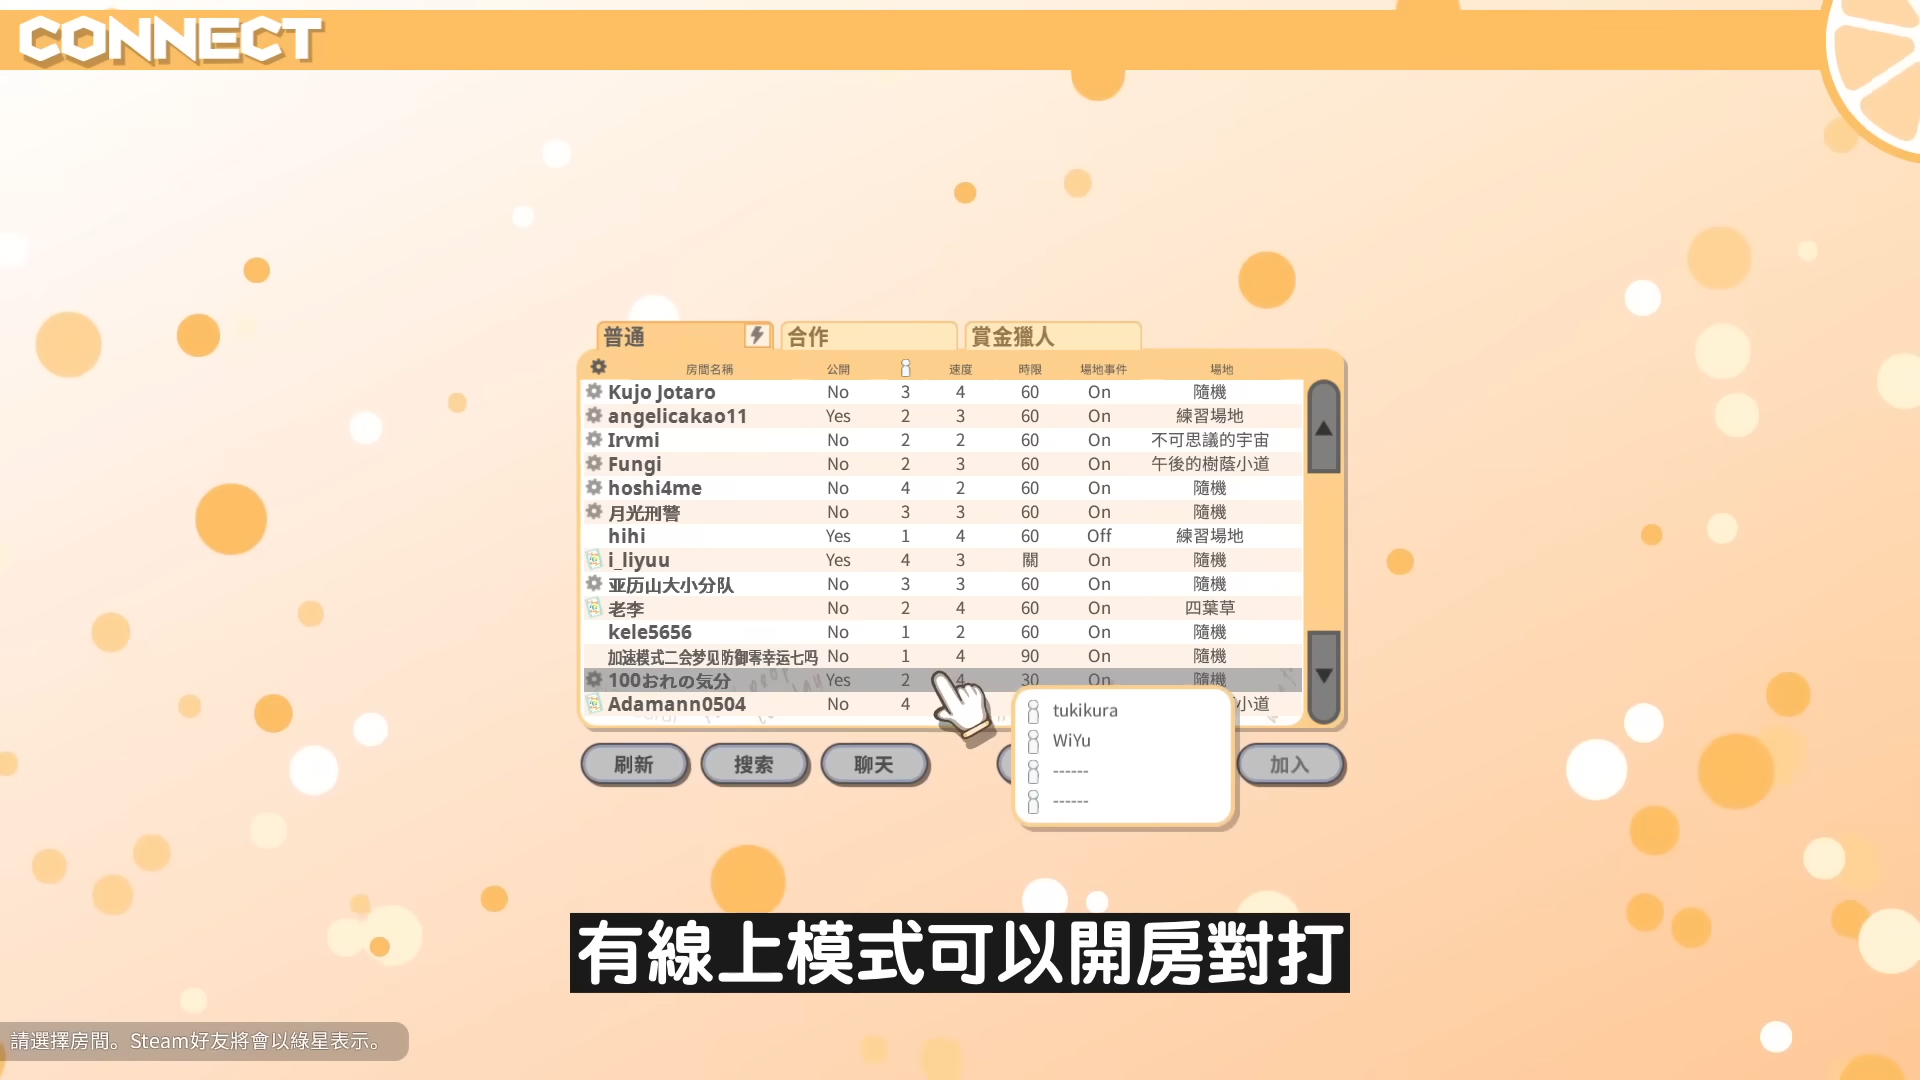 CONNECT
普通 合作 賞金獵人
房間名稱 公開 速度 時限 場地事件 場地
Kujo Jotaro No 3 4 60 On 隨機
angelicakao11 Yes 2 3 60 On 練習場地
Irvmi No 2 2 60 On 不可思議的宇宙
Fungi No 2 3 60 On 午後的樹蔭小道
hoshi4me No 4 2 60 On 隨機
月光刑警 No 3 3 60 On 隨機
hihi Yes 1 4 60 Off 練習場地
i_liyuu Yes 4 3 關 On 隨機
亚历山大小分队 No 3 3 60 On 隨機
老李 No 2 4 60 On 四葉草
kele5656 No 1 2 60 On 隨機
加速模式二会梦见防御零幸运七吗 No 1 4 90 On 隨機
100おれの気分 Yes 2 4 30 On 隨機
Adamann0504 No 4 小道
tukikura
WiYu
------
------
刷新 搜索 聊天 加入
有線上模式可以開房對打
請選擇房間。Steam好友將會以綠星表示。